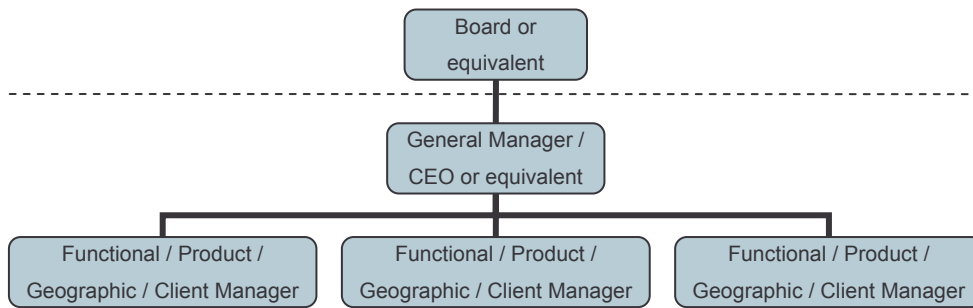 Board or
equivalent
General Manager /
CEO or equivalent
Functional / Product /
Geographic / Client Manager
Functional / Product /
Geographic / Client Manager
Functional / Product /
Geographic / Client Manager